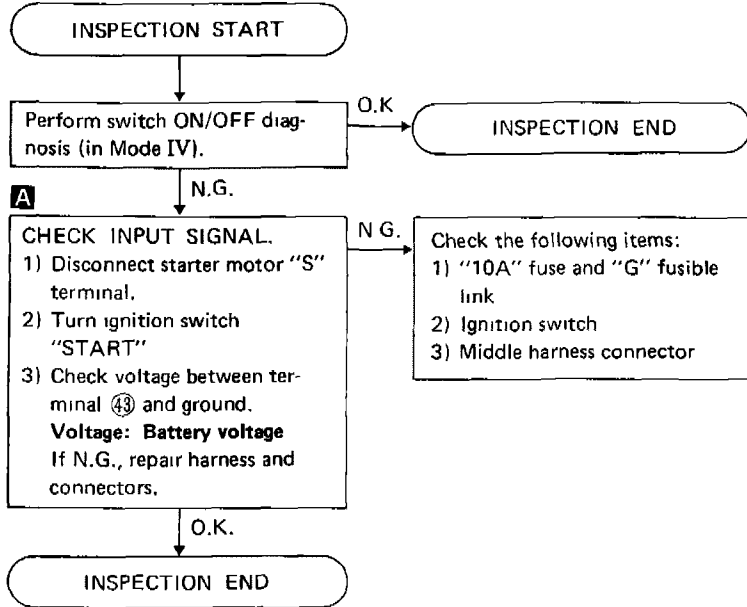 INSPECTION START
Perform switch ON/OFF diag-
nosis (in Mode IV).
O.K
INSPECTION END
N.G.
A
CHECK INPUT SIGNAL.
1) Disconnect starter motor "S"
terminal.
2) Turn ignition switch
"START"
3) Check voltage between ter-
minal ㊸ and ground.
Voltage: Battery voltage
If N.G., repair harness and
connectors.
N G.
Check the following items:
1) "10A" fuse and "G" fusible
link
2) Ignition switch
3) Middle harness connector
O.K.
INSPECTION END